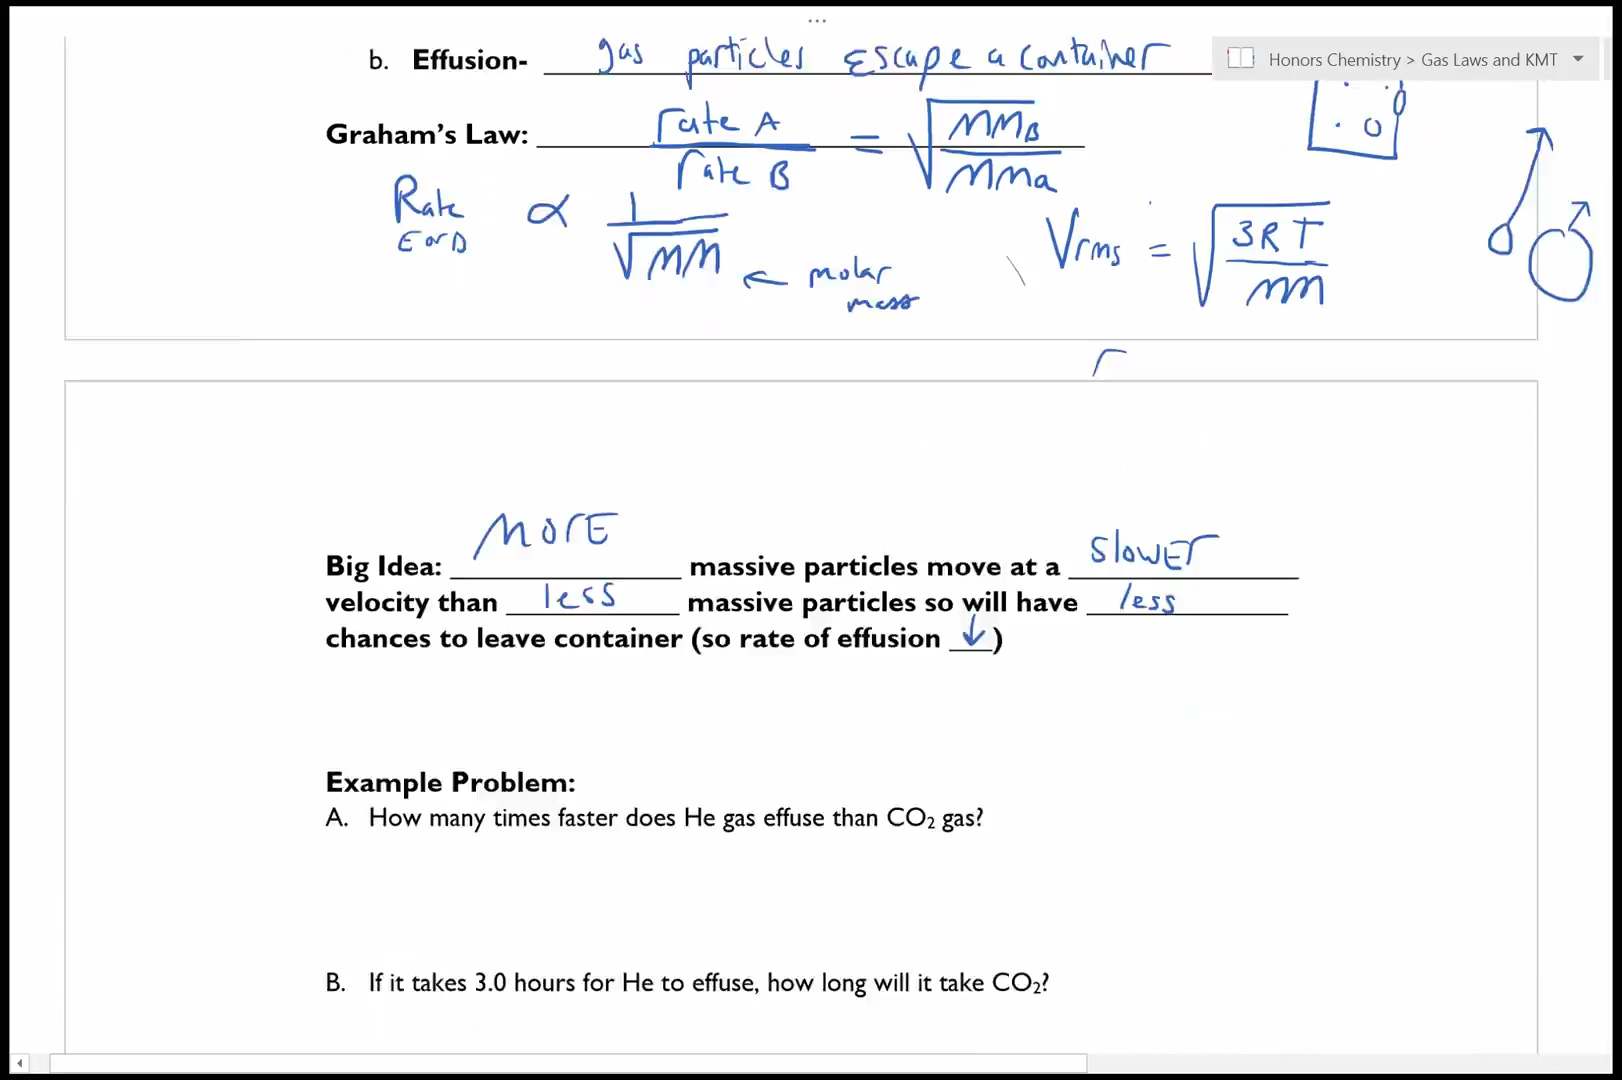 ...
b. Effusion- gas particles escape a container
Honors Chemistry > Gas Laws and KMT
Graham's Law: rate A / rate B = √MMB / MMa
Rate E or D ∝ 1 / √MM ← molar mass
Vrms = √3RT / MM
Big Idea: MORE massive particles move at a slowEr
velocity than less massive particles so will have less
chances to leave container (so rate of effusion ↓)
Example Problem:
A. How many times faster does He gas effuse than CO₂ gas?
B. If it takes 3.0 hours for He to effuse, how long will it take CO₂?